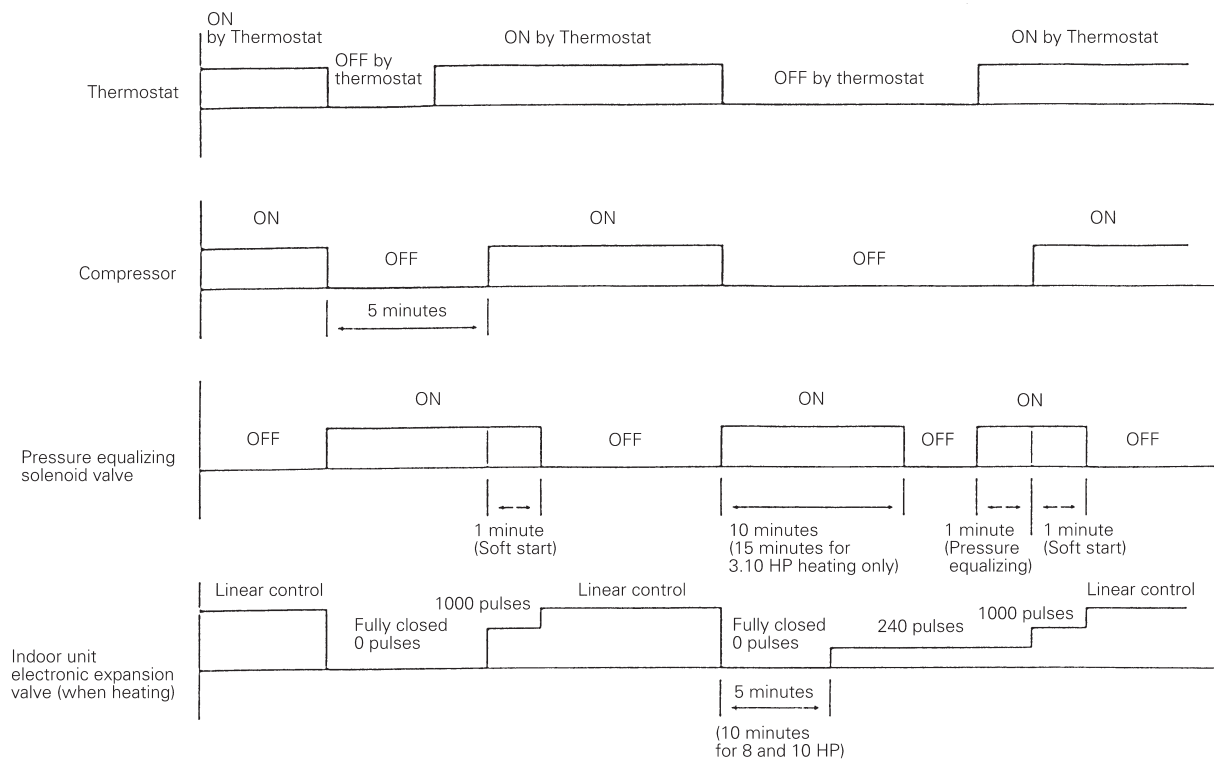 ON
by Thermostat
ON by Thermostat
ON by Thermostat
OFF by
thermostat
OFF by thermostat
Thermostat
ON
ON
ON
OFF
OFF
Compressor
5 minutes
ON
ON
ON
OFF
OFF
OFF
OFF
Pressure equalizing
solenoid valve
1 minute
(Soft start)
10 minutes
(15 minutes for
3.10 HP heating only)
1 minute
(Pressure
equalizing)
1 minute
(Soft start)
Linear control
1000 pulses
Linear control
Linear control
Fully closed
0 pulses
Fully closed
0 pulses
240 pulses
1000 pulses
Indoor unit
electronic expansion
valve (when heating)
5 minutes
(10 minutes
for 8 and 10 HP)